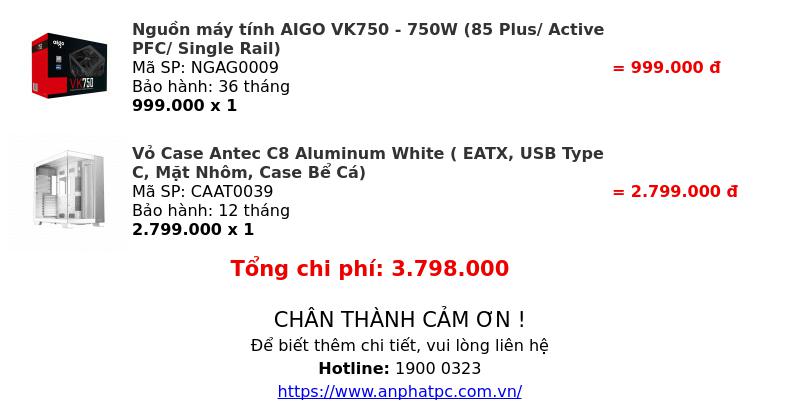 Nguồn máy tính AIGO VK750 - 750W (85 Plus/ Active
PFC/ Single Rail)
Mã SP: NGAG0009
= 999.000 đ
Bảo hành: 36 tháng
999.000 x 1
aigo
VK750
Vỏ Case Antec C8 Aluminum White ( EATX, USB Type
C, Mặt Nhôm, Case Bể Cá)
Mã SP: CAAT0039
= 2.799.000 đ
Bảo hành: 12 tháng
2.799.000 x 1
Tổng chi phí: 3.798.000
CHÂN THÀNH CẢM ƠN !
Để biết thêm chi tiết, vui lòng liên hệ
Hotline: 1900 0323
https://www.anphatpc.com.vn/